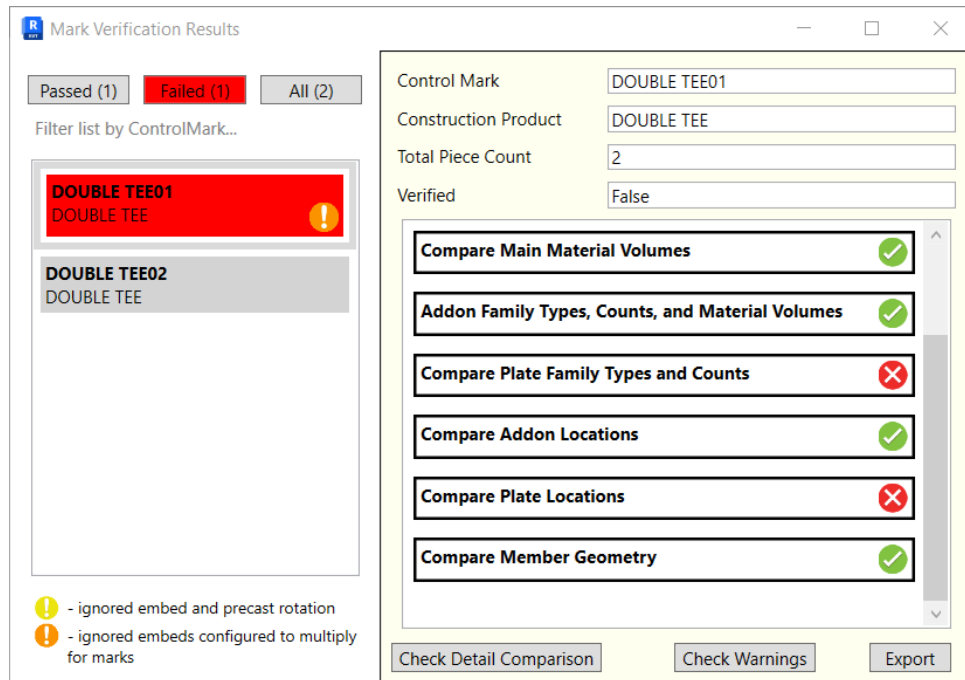 Mark Verification Results
Passed (1)
Failed (1)
All (2)
Filter list by ControlMark...
DOUBLE TEE01
DOUBLE TEE
DOUBLE TEE02
DOUBLE TEE
- ignored embed and precast rotation
- ignored embeds configured to multiply
for marks
Control Mark DOUBLE TEE01
Construction Product DOUBLE TEE
Total Piece Count 2
Verified False
Compare Main Material Volumes
Addon Family Types, Counts, and Material Volumes
Compare Plate Family Types and Counts
Compare Addon Locations
Compare Plate Locations
Compare Member Geometry
Check Detail Comparison
Check Warnings
Export